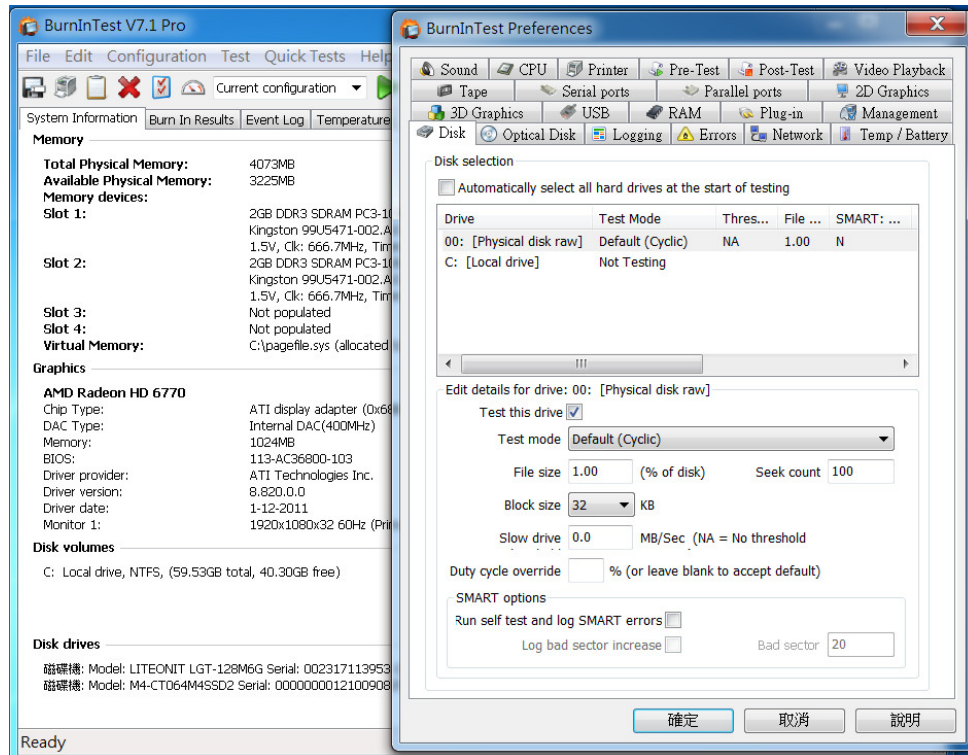 BurnInTest V7.1 Pro
File Edit Configuration Test Quick Tests Help
Current configuration
System Information Burn In Results Event Log Temperature
Memory
Total Physical Memory: 4073MB
Available Physical Memory: 3225MB
Memory devices:
Slot 1: 2GB DDR3 SDRAM PC3-10
Kingston 99U5471-002.A
1.5V, Clk: 666.7MHz, Tim
Slot 2: 2GB DDR3 SDRAM PC3-10
Kingston 99U5471-002.A
1.5V, Clk: 666.7MHz, Tim
Slot 3: Not populated
Slot 4: Not populated
Virtual Memory: C:\pagefile.sys (allocated
Graphics
AMD Radeon HD 6770
Chip Type: ATI display adapter (0x68
DAC Type: Internal DAC(400MHz)
Memory: 1024MB
BIOS: 113-AC36800-103
Driver provider: ATI Technologies Inc.
Driver version: 8.820.0.0
Driver date: 1-12-2011
Monitor 1: 1920x1080x32 60Hz (Pri
Disk volumes
C: Local drive, NTFS, (59.53GB total, 40.30GB free)
Disk drives
磁碟機: Model: LITEONIT LGT-128M6G Serial: 002317113953
磁碟機: Model: M4-CT064M4SSD2 Serial: 0000000012100908
Ready
BurnInTest Preferences
Sound CPU Printer Pre-Test Post-Test Video Playback
Tape Serial ports Parallel ports 2D Graphics
3D Graphics USB RAM Plug-in Management
Disk Optical Disk Logging Errors Network Temp / Battery
Disk selection
Automatically select all hard drives at the start of testing
Drive Test Mode Thres... File ... SMART: ...
00: [Physical disk raw] Default (Cyclic) NA 1.00 N
C: [Local drive] Not Testing
Edit details for drive: 00: [Physical disk raw]
Test this drive
Test mode Default (Cyclic)
File size 1.00 (% of disk) Seek count 100
Block size 32 KB
Slow drive 0.0 MB/Sec (NA = No threshold
Duty cycle override % (or leave blank to accept default)
SMART options
Run self test and log SMART errors
Log bad sector increase Bad sector 20
確定 取消 說明